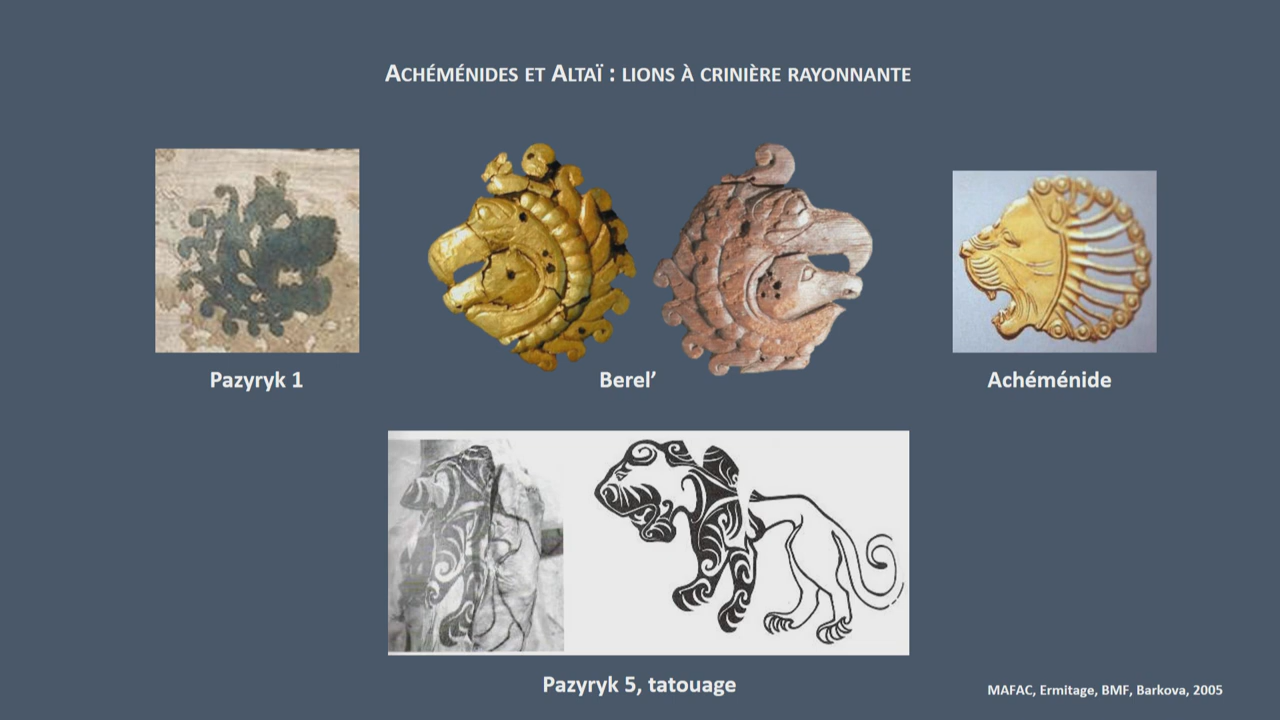 ACHÉMÉNIDES ET ALTAÏ : LIONS À CRINIÈRE RAYONNANTE
Pazyryk 1
Berel’
Achéménide
Pazyryk 5, tatouage
MAFAC, Ermitage, BMF, Barkova, 2005